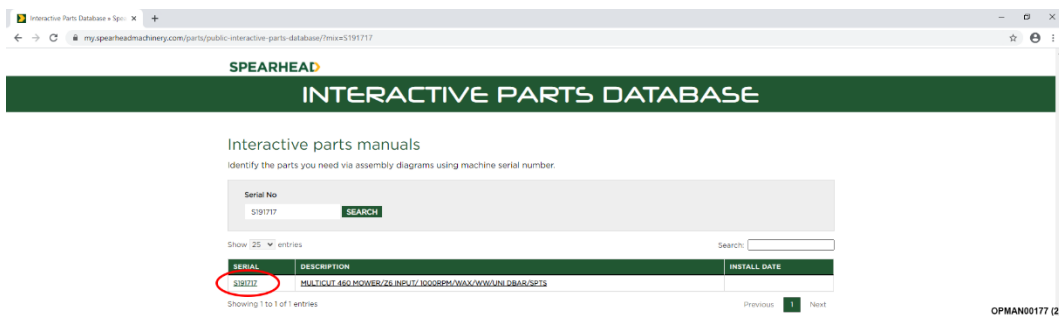 Interactive Parts Database « Spe
my.spearheadmachinery.com/parts/public-interactive-parts-database/?mix=S191717
SPEARHEAD
INTERACTIVE PARTS DATABASE
Interactive parts manuals
Identify the parts you need via assembly diagrams using machine serial number.
Serial No
S191717 SEARCH
Show 25 entries Search:
SERIAL DESCRIPTION INSTALL DATE
S191717 MULTICUT 460 MOWER/Z6 INPUT/ 1000RPM/WAX/WW/UNI DBAR/SPTS
Showing 1 to 1 of 1 entries Previous 1 Next
OPMAN00177 (2